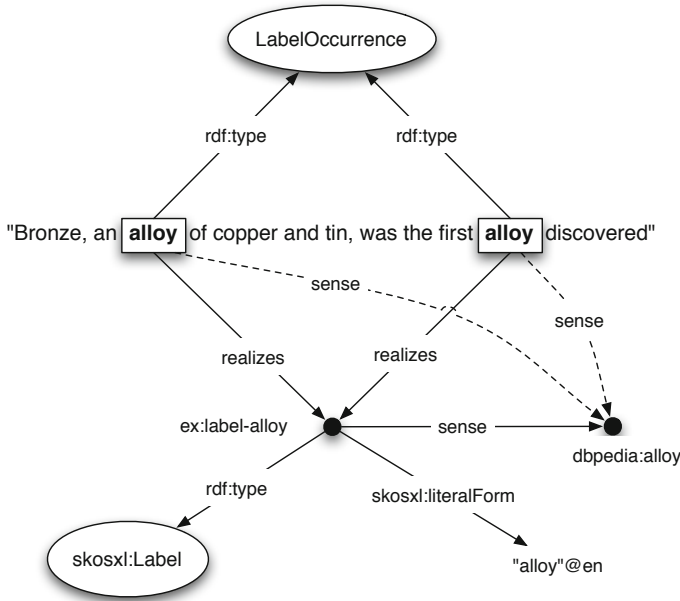 LabelOccurrence
rdf:type
rdf:type
"Bronze, an alloy of copper and tin, was the first alloy discovered"
sense
sense
realizes
realizes
ex:label-alloy
sense
dbpedia:alloy
rdf:type
skosxl:literalForm
skosxl:Label
"alloy"@en